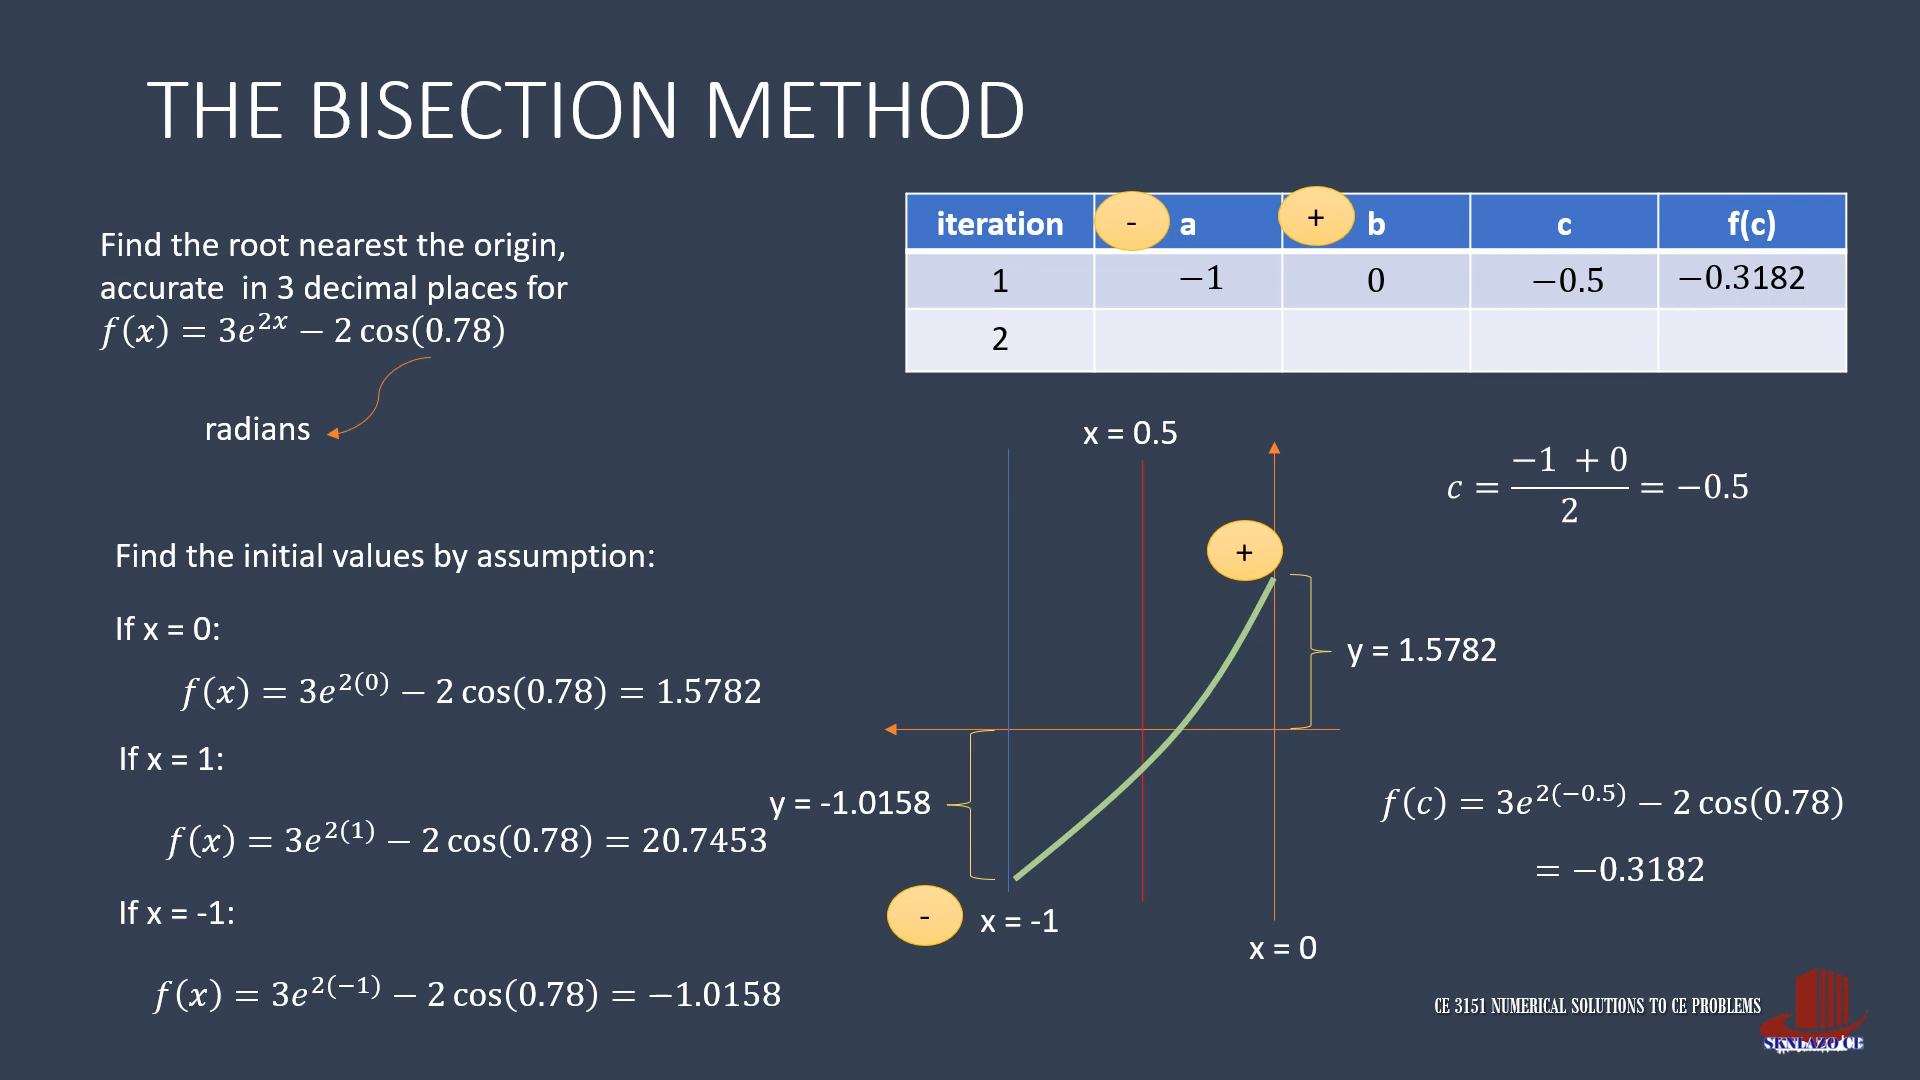 THE BISECTION METHOD
Find the root nearest the origin,
accurate in 3 decimal places for
f(x) = 3e^{2x} − 2 cos(0.78)
radians
Find the initial values by assumption:
If x = 0:
f(x) = 3e^{2(0)} − 2 cos(0.78) = 1.5782
If x = 1:
f(x) = 3e^{2(1)} − 2 cos(0.78) = 20.7453
If x = -1:
f(x) = 3e^{2(−1)} − 2 cos(0.78) = −1.0158
iteration - a + b c f(c)
1 −1 0 −0.5 −0.3182
2
x = 0.5
c = \frac{−1 + 0}{2} = −0.5
+
y = 1.5782
y = -1.0158
-
x = -1
x = 0
f(c) = 3e^{2(−0.5)} − 2 cos(0.78)
= −0.3182
CE 3151 NUMERICAL SOLUTIONS TO CE PROBLEMS
SKNLAZO CE